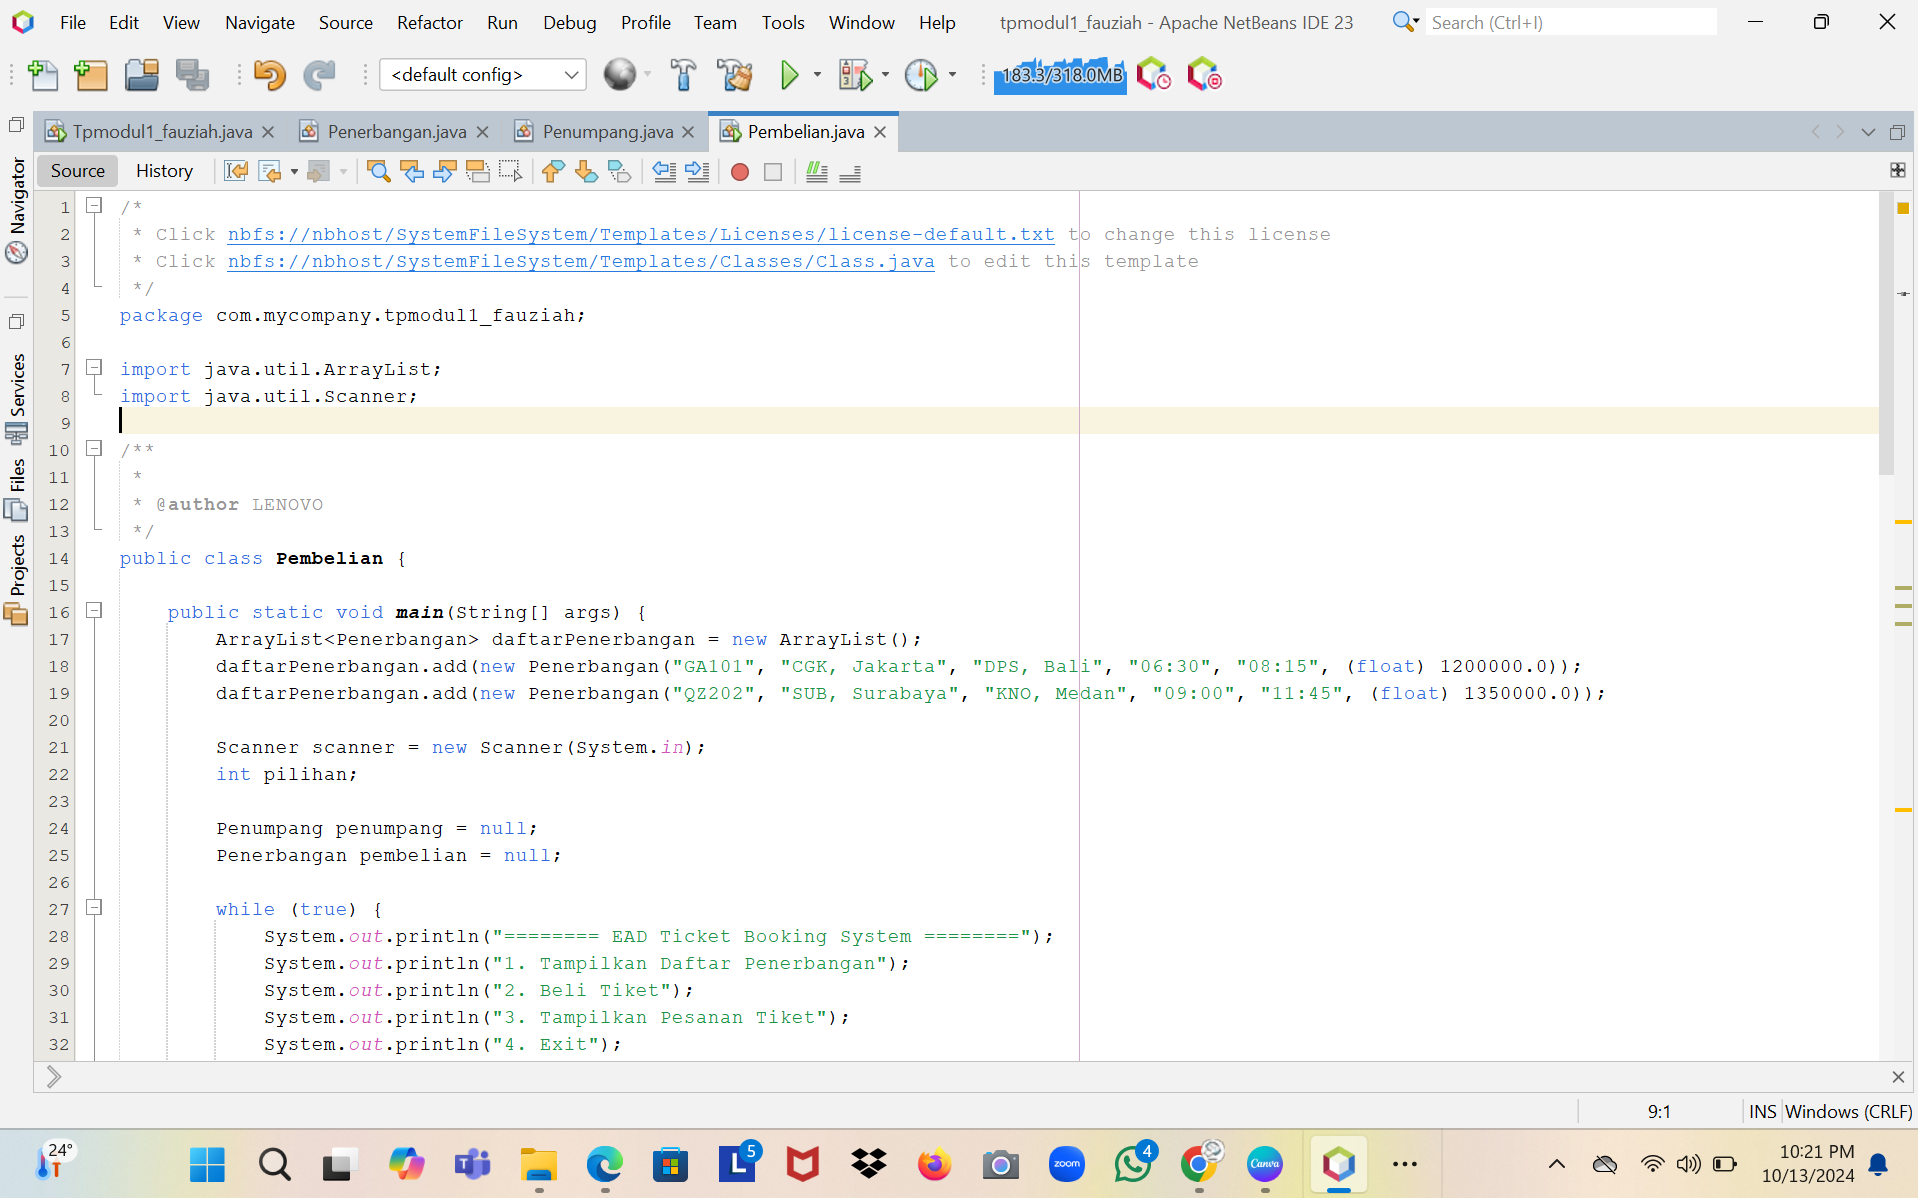 File Edit View Navigate Source Refactor Run Debug Profile Team Tools Window Help tpmodul1_fauziah - Apache NetBeans IDE 23 Search (Ctrl+I)
<default config> 183.3/318.0MB
Tpmodul1_fauziah.java Penerbangan.java Penumpang.java Pembelian.java
Source History
Navigator
Services
Files
Projects
1 /*
2 * Click nbfs://nbhost/SystemFileSystem/Templates/Licenses/license-default.txt to change this license
3 * Click nbfs://nbhost/SystemFileSystem/Templates/Classes/Class.java to edit this template
4 */
5 package com.mycompany.tpmodul1_fauziah;
6
7 import java.util.ArrayList;
8 import java.util.Scanner;
9
10 /**
11 *
12 * @author LENOVO
13 */
14 public class Pembelian {
15
16 public static void main(String[] args) {
17 ArrayList<Penerbangan> daftarPenerbangan = new ArrayList();
18 daftarPenerbangan.add(new Penerbangan("GA101", "CGK, Jakarta", "DPS, Bali", "06:30", "08:15", (float) 1200000.0));
19 daftarPenerbangan.add(new Penerbangan("QZ202", "SUB, Surabaya", "KNO, Medan", "09:00", "11:45", (float) 1350000.0));
20
21 Scanner scanner = new Scanner(System.in);
22 int pilihan;
23
24 Penumpang penumpang = null;
25 Penerbangan pembelian = null;
26
27 while (true) {
28 System.out.println("======== EAD Ticket Booking System ========");
29 System.out.println("1. Tampilkan Daftar Penerbangan");
30 System.out.println("2. Beli Tiket");
31 System.out.println("3. Tampilkan Pesanan Tiket");
32 System.out.println("4. Exit");
9:1 INS Windows (CRLF)
24°
5
zoom
4
Canva
10:21 PM
10/13/2024